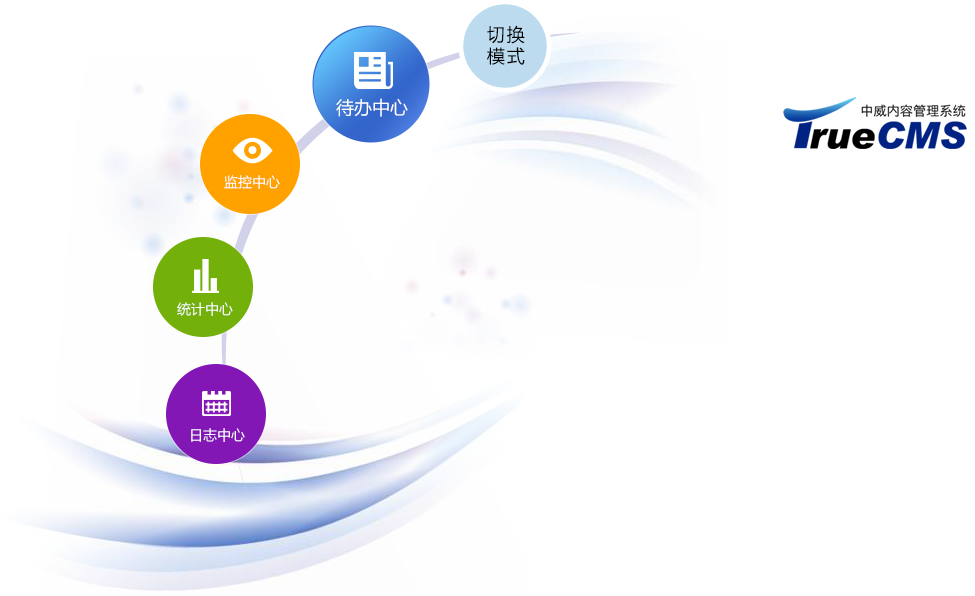 切换
模式
待办中心
中威内容管理系统
TrueCMS
监控中心
统计中心
日志中心